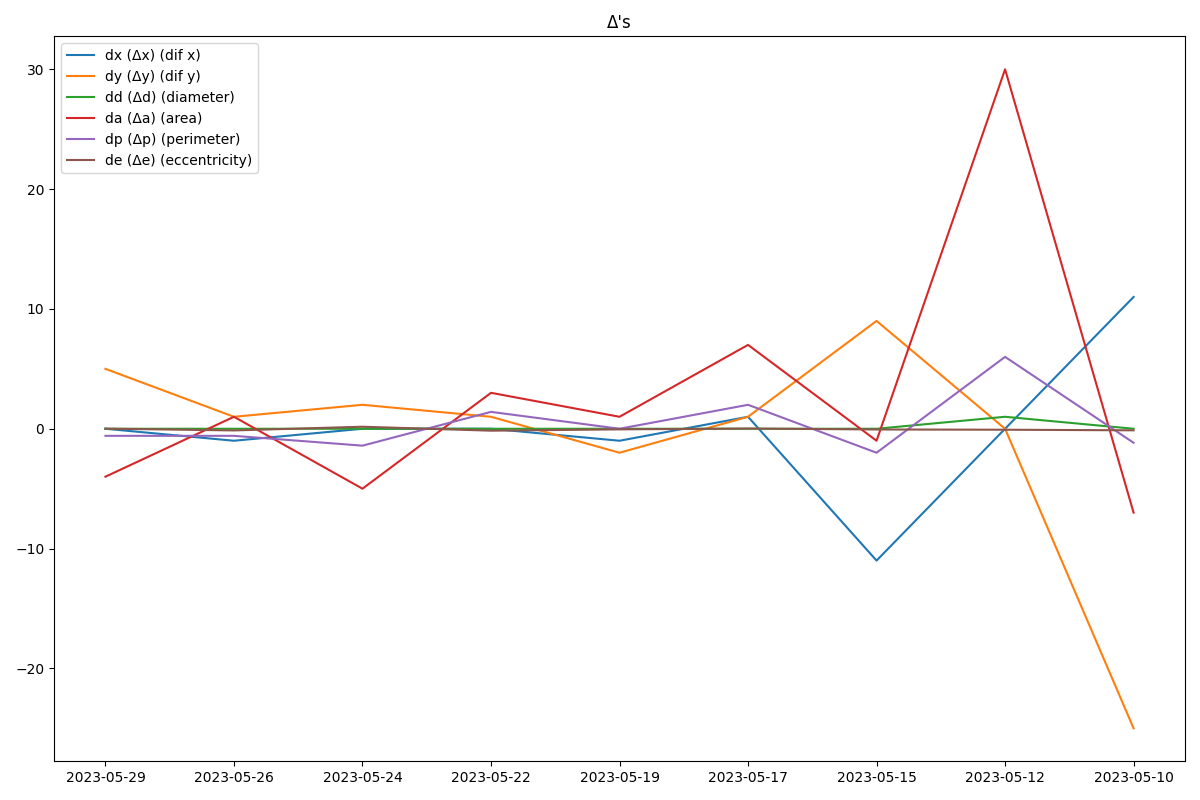 Δ's
dx (Δx) (dif x)
dy (Δy) (dif y)
dd (Δd) (diameter)
da (Δa) (area)
dp (Δp) (perimeter)
de (Δe) (eccentricity)
30
20
10
0
−10
−20
2023-05-29 2023-05-26 2023-05-24 2023-05-22 2023-05-19 2023-05-17 2023-05-15 2023-05-12 2023-05-10